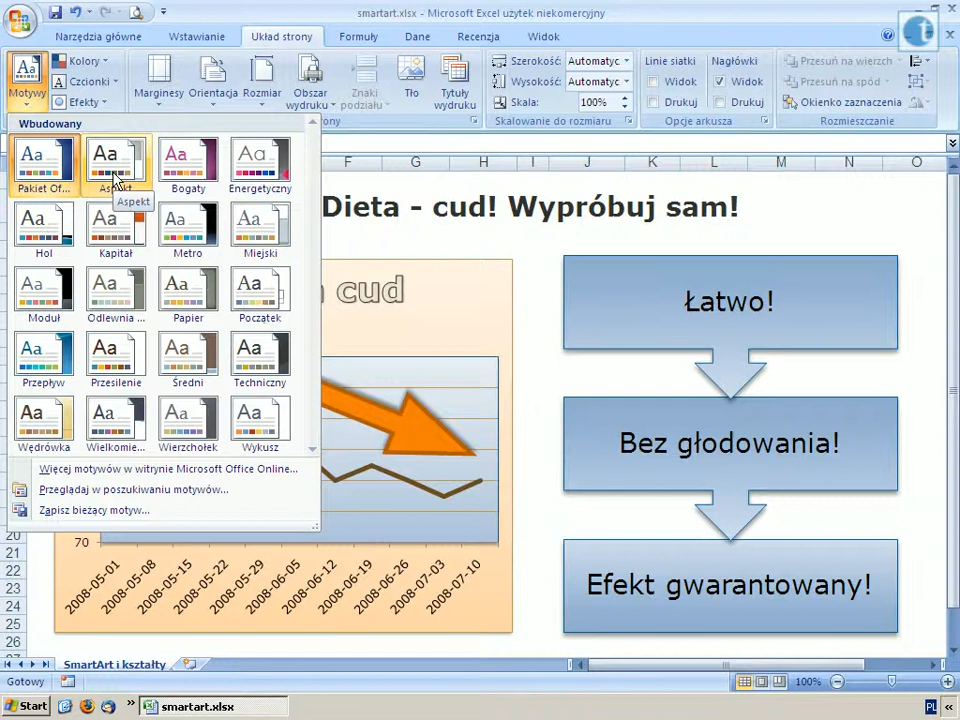 smartart.xlsx - Microsoft Excel użytek niekomercyjny
Narzędzia główne Wstawianie Układ strony Formuły Dane Recenzja Widok
Motywy
Kolory
Czcionki
Efekty
Marginesy
Orientacja
Rozmiar
Obszar wydruku
Znaki podziału
Tło
Tytuły wydruku
Szerokość: Automatyc
Wysokość: Automatyc
Skala: 100%
Skalowanie do rozmiaru
Linie siatki
Widok
Drukuj
Nagłówki
Widok
Drukuj
Opcje arkusza
Przesuń na wierzch
Przesuń na spód
Okienko zaznaczenia
Rozmieszczanie
Wbudowany
Pakiet Of... Aspekt Bogaty Energetyczny
Aspekt
Hol Kapitał Metro Miejski
Moduł Odlewnia ... Papier Początek
Przepływ Przesilenie Średni Techniczny
Wędrówka Wielkomie... Wierzchołek Wykusz
Więcej motywów w witrynie Microsoft Office Online...
Przeglądaj w poszukiwaniu motywów...
Zapisz bieżący motyw...
F G H I J K L M N O
Dieta - cud! Wypróbuj sam!
cud
Łatwo!
Bez głodowania!
Efekt gwarantowany!
70
2008-05-01 2008-05-08 2008-05-15 2008-05-22 2008-05-29 2008-06-05 2008-06-12 2008-06-19 2008-06-26 2008-07-03 2008-07-10
20
21
22
23
24
25
26
SmartArt i kształty
Gotowy
100%
Start
smartart.xlsx
PL